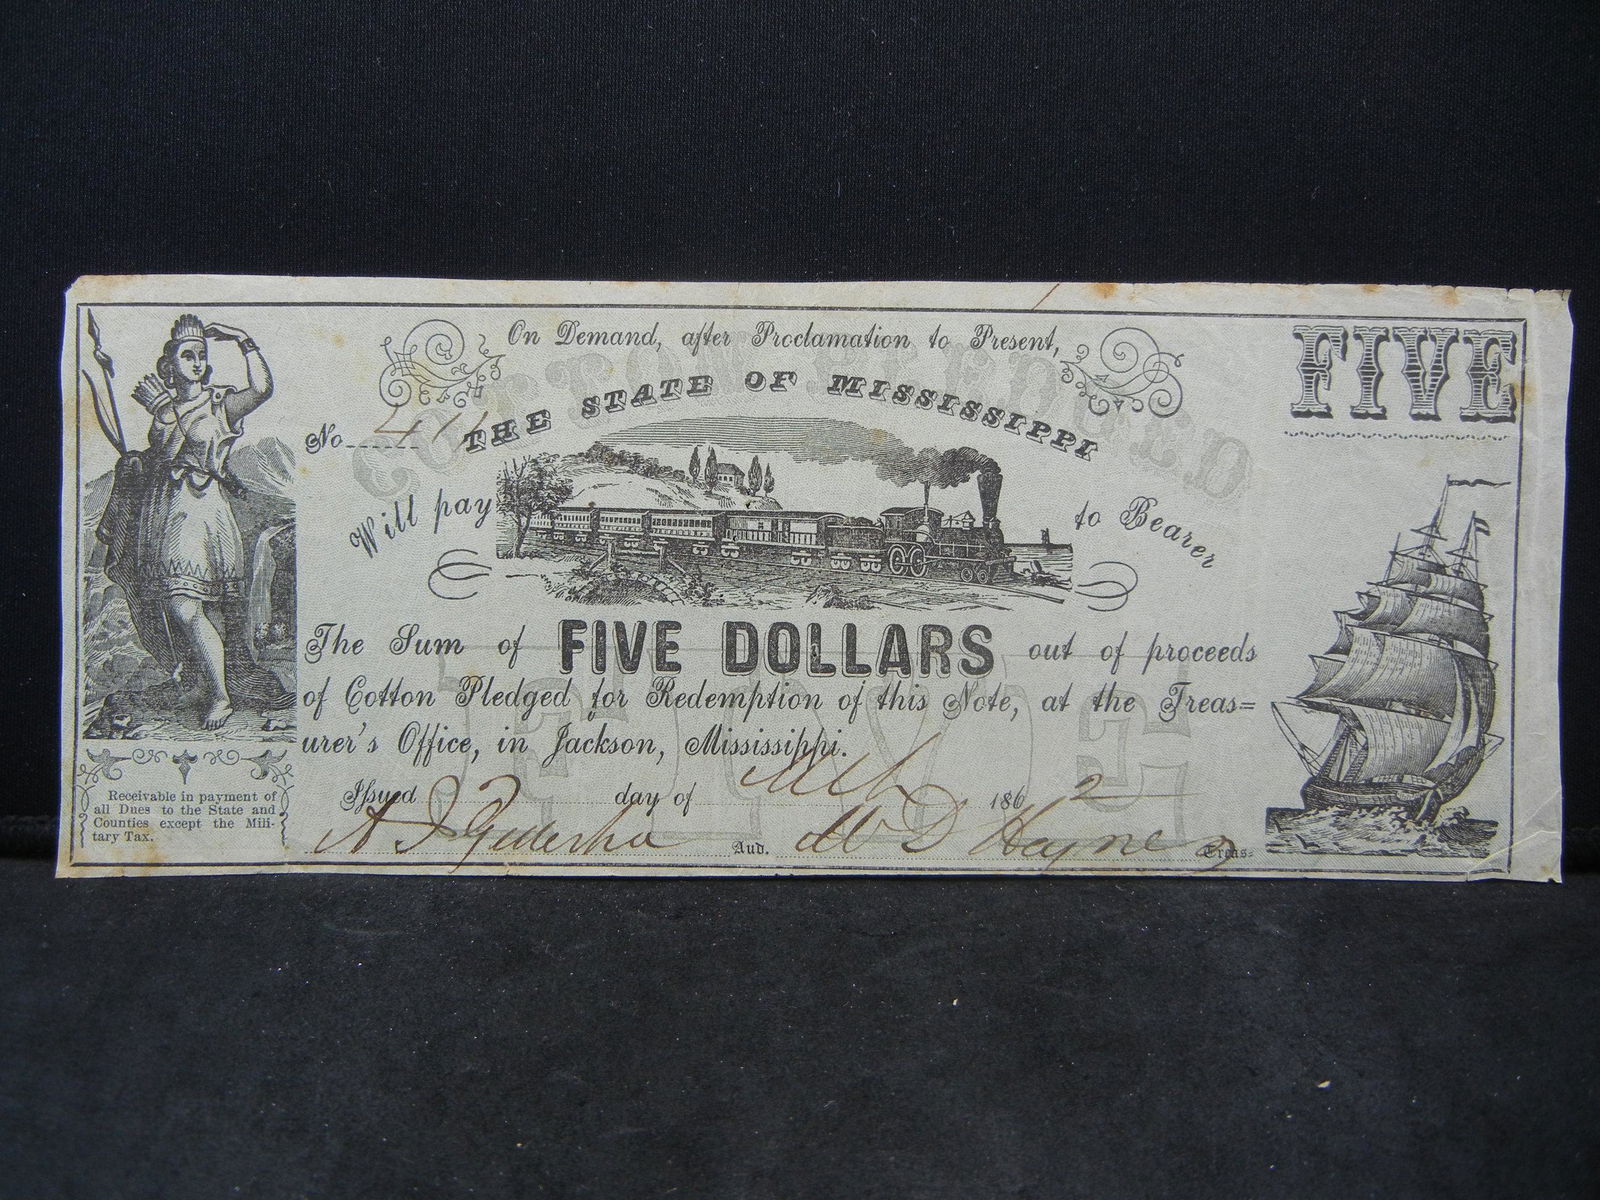 On Demand, after Proclamation to Present,
FIVE
COTTON PLEDGED
THE STATE OF MISSISSIPPI
No
Will pay
to Bearer
The Sum of FIVE DOLLARS out of proceeds
of Cotton Pledged for Redemption of this Note, at the Treas=
urer's Office, in Jackson, Mississippi.
FIVE
Issued day of 1862
Receivable in payment of
all Dues to the State and
Counties except the Mili-
tary Tax.
Aud. M D Haynes Treas.